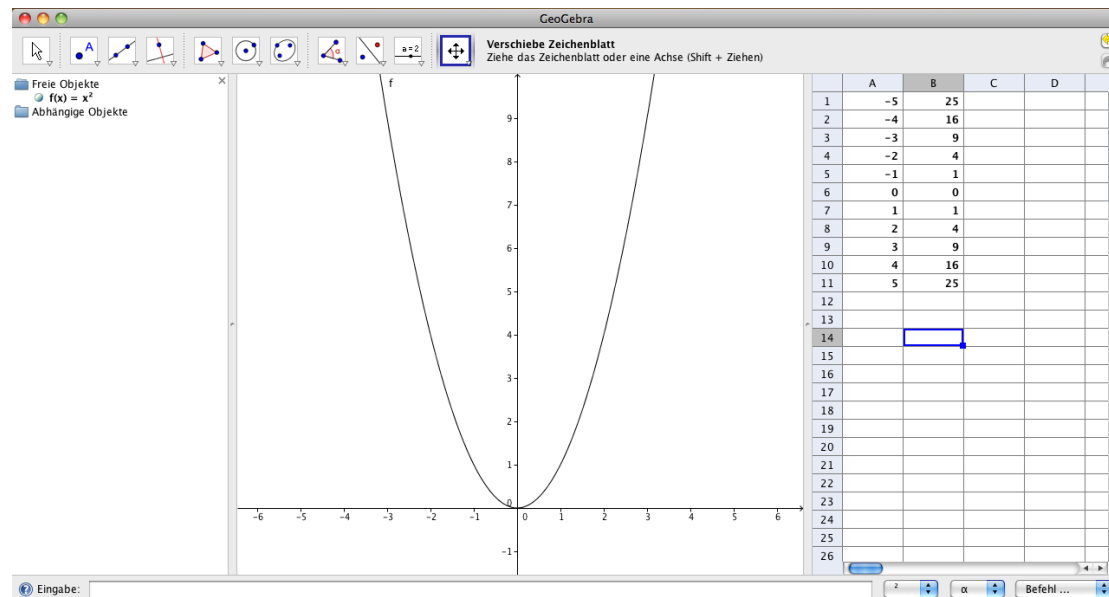 GeoGebra
A
a=2
Verschiebe Zeichenblatt
Ziehe das Zeichenblatt oder eine Achse (Shift + Ziehen)
Freie Objekte
f(x) = x²
Abhängige Objekte
f
9
8
7
6
5
4
3
2
1
0
-6 -5 -4 -3 -2 -1 0 1 2 3 4 5 6
-1
A B C D
1 -5 25
2 -4 16
3 -3 9
4 -2 4
5 -1 1
6 0 0
7 1 1
8 2 4
9 3 9
10 4 16
11 5 25
12
13
14
15
16
17
18
19
20
21
22
23
24
25
26
Eingabe: ² α Befehl ...